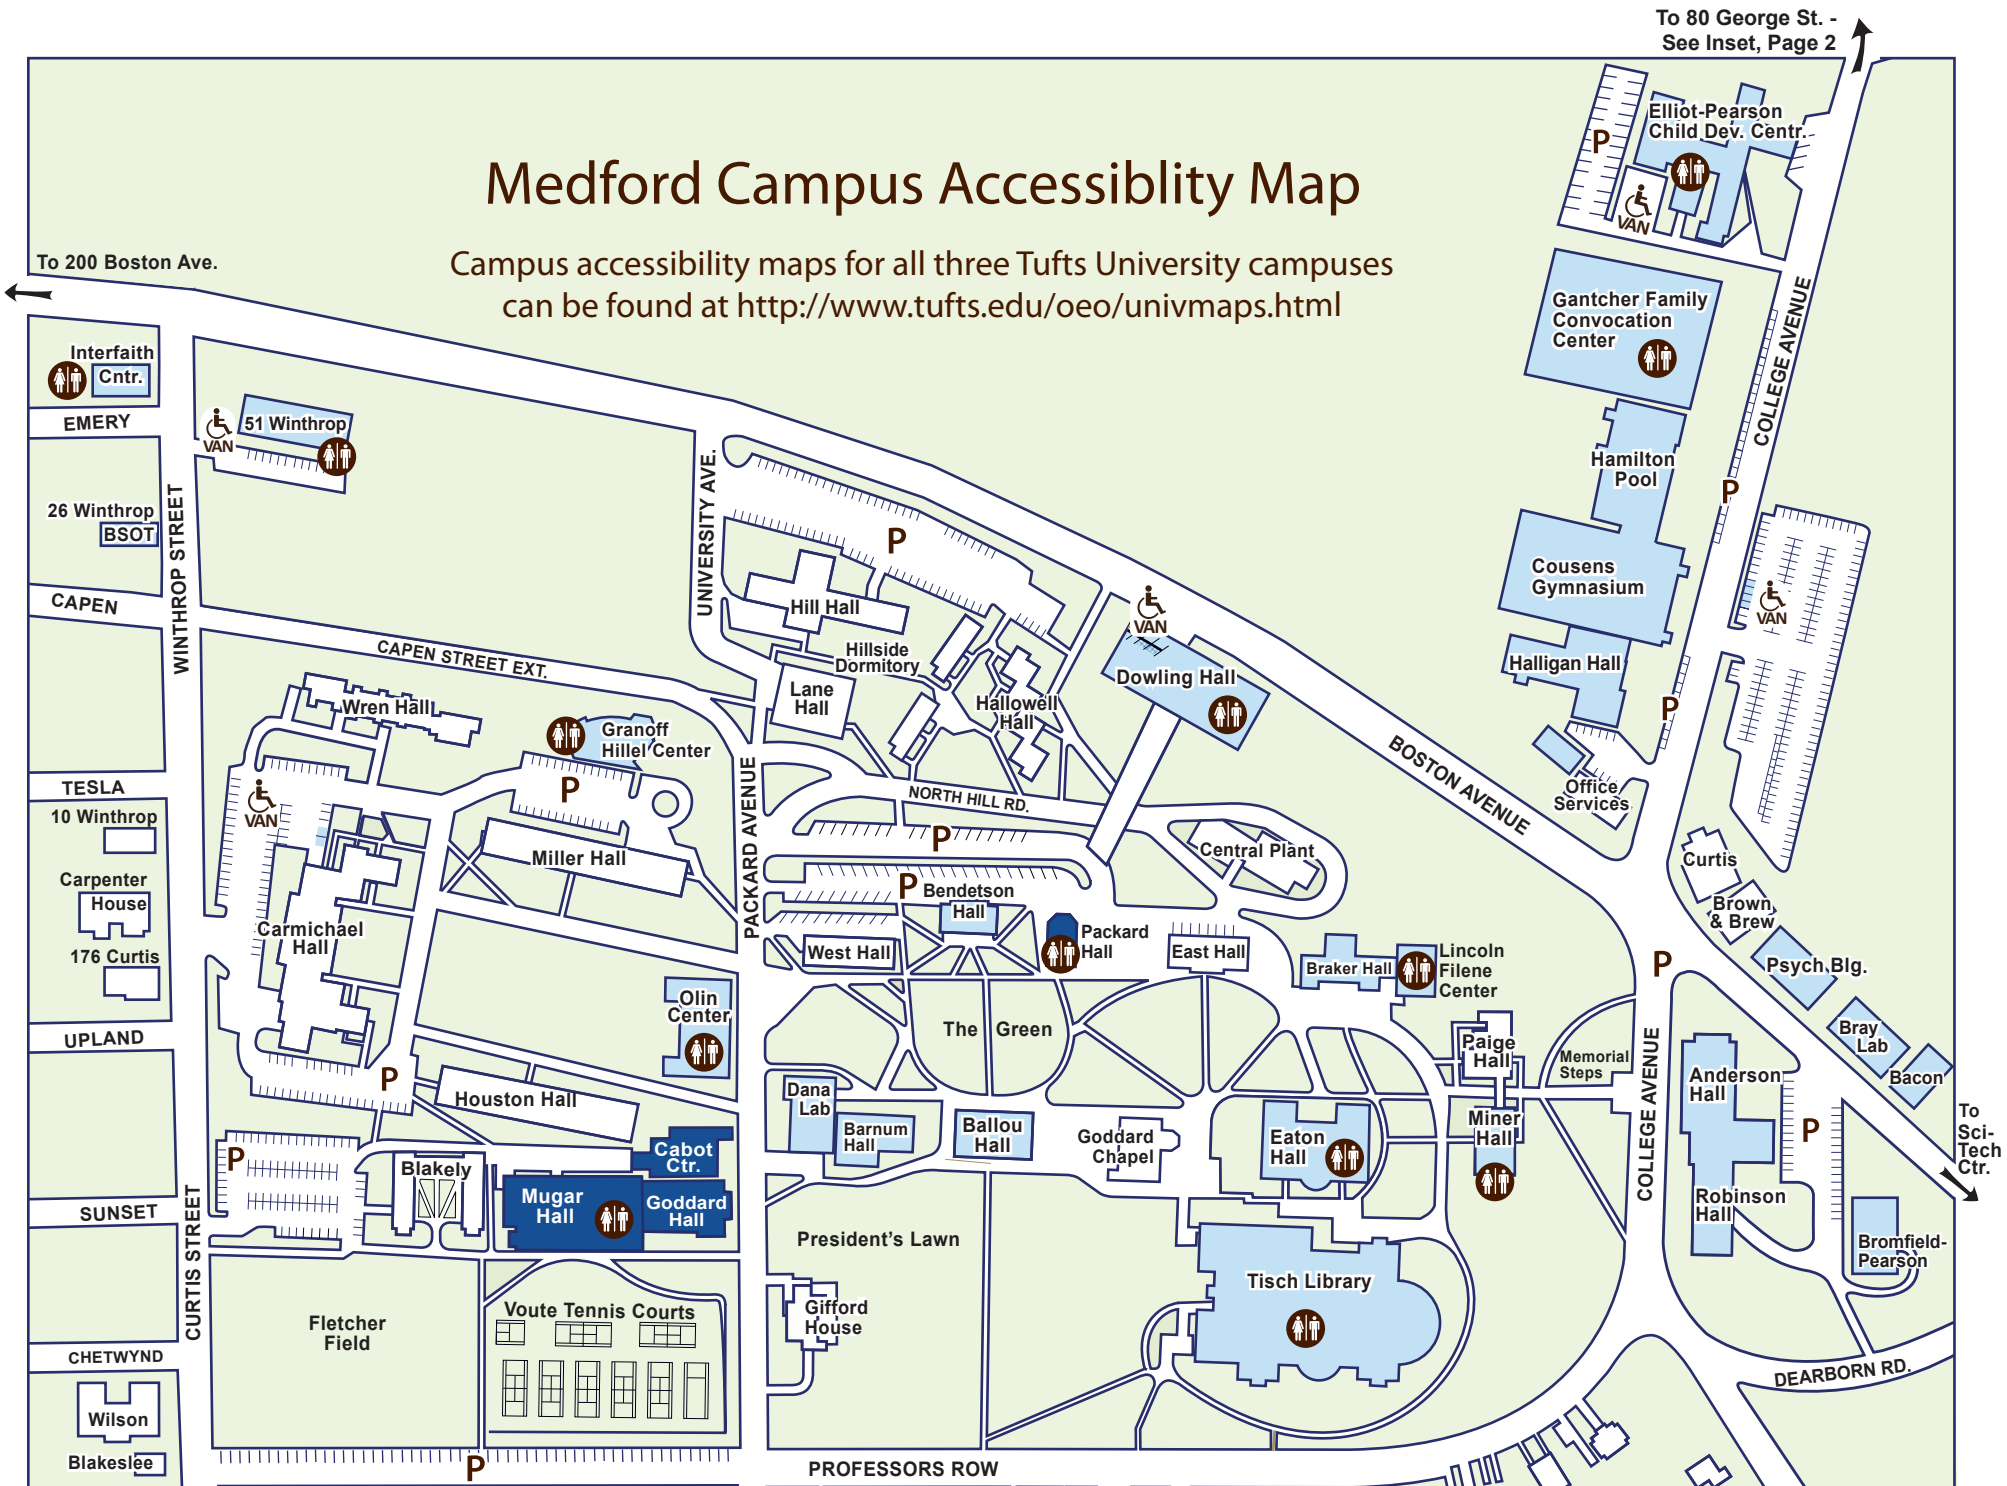 To 80 George St. -
See Inset, Page 2
Elliot-Pearson
Child Dev. Centr.
P
VAN
Medford Campus Accessiblity Map
Campus accessibility maps for all three Tufts University campuses
can be found at http://www.tufts.edu/oeo/univmaps.html
To 200 Boston Ave.
Gantcher Family
Convocation
Center
COLLEGE AVENUE
Interfaith
Cntr.
EMERY
VAN
51 Winthrop
26 Winthrop
BSOT
WINTHROP STREET
CAPEN
CAPEN STREET EXT.
UNIVERSITY AVE.
P
Hill Hall
Hillside
Dormitory
Lane
Hall
Hallowell
Hall
VAN
Dowling Hall
Hamilton
Pool
P
Cousens
Gymnasium
VAN
Halligan Hall
P
Office
Services
BOSTON AVENUE
Wren Hall
Granoff
Hillel Center
P
VAN
TESLA
10 Winthrop
Carpenter
House
176 Curtis
Miller Hall
Carmichael
Hall
PACKARD AVENUE
NORTH HILL RD.
P
P
Bendetson
Hall
West Hall
Packard
Hall
East Hall
Central Plant
Braker Hall
Lincoln
Filene
Center
Curtis
Brown
& Brew
P
Psych Blg.
Bray
Lab
Bacon
To
Sci-
Tech
Ctr.
Olin
Center
The Green
Paige
Hall
Memorial
Steps
COLLEGE AVENUE
Anderson
Hall
P
UPLAND
P
Houston Hall
Dana
Lab
Barnum
Hall
Ballou
Hall
Goddard
Chapel
Eaton
Hall
Miner
Hall
P
Blakely
Cabot
Ctr.
Mugar
Hall
Goddard
Hall
Robinson
Hall
Bromfield-
Pearson
SUNSET
CURTIS STREET
President's Lawn
Tisch Library
Fletcher
Field
Voute Tennis Courts
Gifford
House
CHETWYND
DEARBORN RD.
Wilson
Blakeslee
P
PROFESSORS ROW